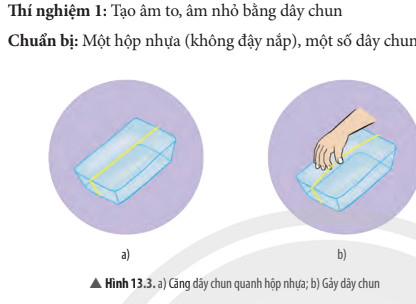 Thí nghiệm 1: Tạo âm to, âm nhỏ bằng dây chun
Chuẩn bị: Một hộp nhựa (không đậy nắp), một số dây chun
a)
b)
▲ Hình 13.3. a) Căng dây chun quanh hộp nhựa; b) Gảy dây chun